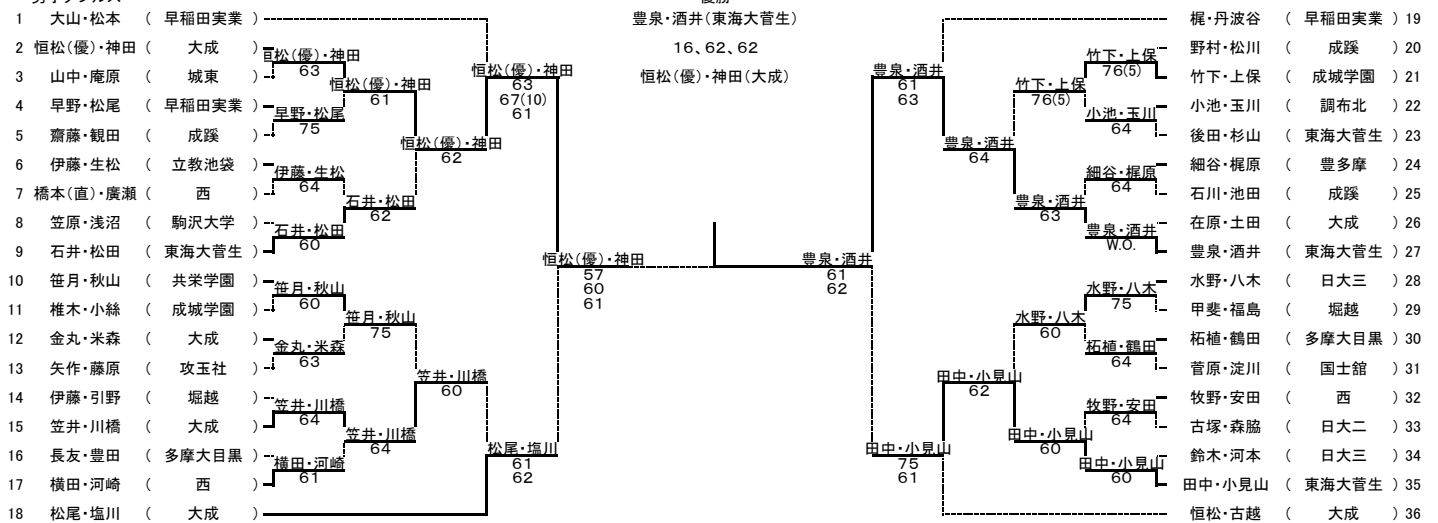 優勝
豊泉・酒井(東海大菅生)
16、62、62
恒松(優)・神田(大成)
1 大山・松本 ( 早稲田実業 )
2 恒松(優)・神田 ( 大成 )
3 山中・庵原 ( 城東 )
4 早野・松尾 ( 早稲田実業 )
5 齋藤・観田 ( 成蹊 )
6 伊藤・生松 ( 立教池袋 )
7 橋本(直)・廣瀬 ( 西 )
8 笠原・浅沼 ( 駒沢大学 )
9 石井・松田 ( 東海大菅生 )
10 笹月・秋山 ( 共栄学園 )
11 椎木・小絲 ( 成城学園 )
12 金丸・米森 ( 大成 )
13 矢作・藤原 ( 攻玉社 )
14 伊藤・引野 ( 堀越 )
15 笠井・川橋 ( 大成 )
16 長友・豊田 ( 多摩大目黒 )
17 横田・河崎 ( 西 )
18 松尾・塩川 ( 大成 )
恒松(優)・神田
63
早野・松尾
75
伊藤・生松
64
石井・松田
60
笹月・秋山
60
金丸・米森
63
笠井・川橋
64
横田・河崎
61
恒松(優)・神田
61
石井・松田
62
笹月・秋山
75
笠井・川橋
64
恒松(優)・神田
62
笠井・川橋
60
恒松(優)・神田
63
67(10)
61
松尾・塩川
61
62
恒松(優)・神田
57
60
61
豊泉・酒井
61
62
豊泉・酒井
61
63
田中・小見山
75
61
豊泉・酒井
64
田中・小見山
62
竹下・上保
76(5)
豊泉・酒井
63
水野・八木
60
田中・小見山
60
竹下・上保
76(5)
小池・玉川
64
細谷・梶原
64
豊泉・酒井
W.O.
水野・八木
75
柘植・鶴田
64
牧野・安田
64
田中・小見山
60
梶・丹波谷 ( 早稲田実業 ) 19
野村・松川 ( 成蹊 ) 20
竹下・上保 ( 成城学園 ) 21
小池・玉川 ( 調布北 ) 22
後田・杉山 ( 東海大菅生 ) 23
細谷・梶原 ( 豊多摩 ) 24
石川・池田 ( 成蹊 ) 25
在原・土田 ( 大成 ) 26
豊泉・酒井 ( 東海大菅生 ) 27
水野・八木 ( 日大三 ) 28
甲斐・福島 ( 堀越 ) 29
柘植・鶴田 ( 多摩大目黒 ) 30
菅原・淀川 ( 国士舘 ) 31
牧野・安田 ( 西 ) 32
古塚・森脇 ( 日大二 ) 33
鈴木・河本 ( 日大三 ) 34
田中・小見山 ( 東海大菅生 ) 35
恒松・古越 ( 大成 ) 36